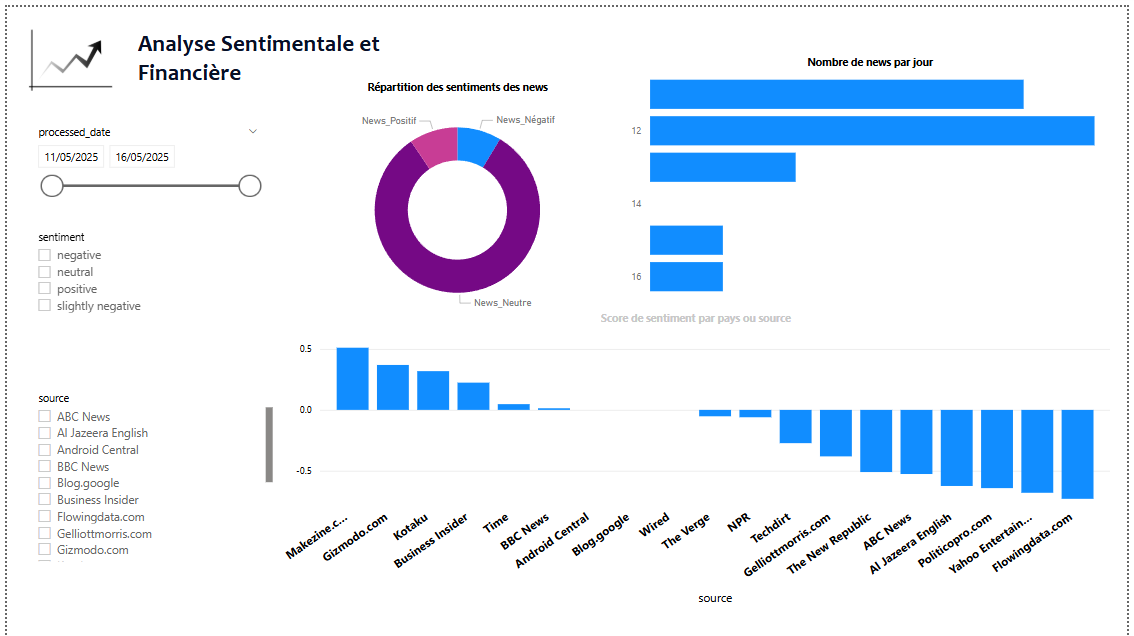 Analyse Sentimentale et
Financière
processed_date
11/05/2025 16/05/2025
sentiment
negative
neutral
positive
slightly negative
source
ABC News
Al Jazeera English
Android Central
BBC News
Blog.google
Business Insider
Flowingdata.com
Gelliottmorris.com
Gizmodo.com
Répartition des sentiments des news
News_Positif
News_Négatif
News_Neutre
Nombre de news par jour
12
14
16
Score de sentiment par pays ou source
0.5
0.0
-0.5
Makezine.c...
Gizmodo.com
Kotaku
Business Insider
Time
BBC News
Android Central
Blog.google
Wired
The Verge
NPR
Techdirt
Gelliottmorris.com
The New Republic
ABC News
Al Jazeera English
Politicopro.com
Yahoo Entertain...
Flowingdata.com
source